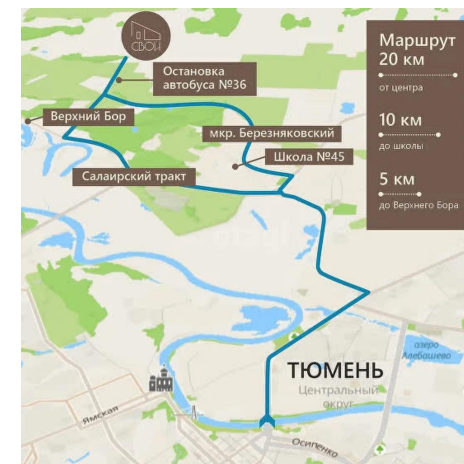 СВОИ
Остановка
автобуса №36
Верхний Бор
мкр. Березняковский
Школа №45
Салаирский тракт
Маршрут
20 км
от центра
10 км
до школы
5 км
до Верхнего Бора
озеро
Алебашево
ТЮМЕНЬ
Центральный
округ
Ямская
Осипенко